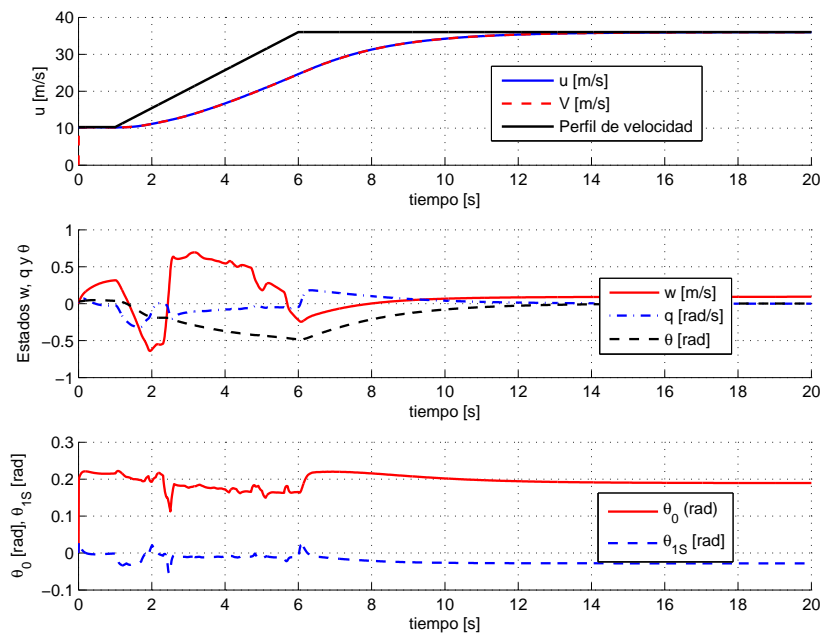 40
30
20
10
0
u [m/s]
u [m/s]
V [m/s]
Perfil de velocidad
0 2 4 6 8 10 12 14 16 18 20
tiempo [s]
1
0.5
0
−0.5
−1
Estados w, q y θ
w [m/s]
q [rad/s]
θ [rad]
0 2 4 6 8 10 12 14 16 18 20
tiempo [s]
0.3
0.2
0.1
0
−0.1
θ₀ [rad], θ₁S [rad]
θ₀ (rad)
θ₁S [rad]
0 2 4 6 8 10 12 14 16 18 20
tiempo [s]